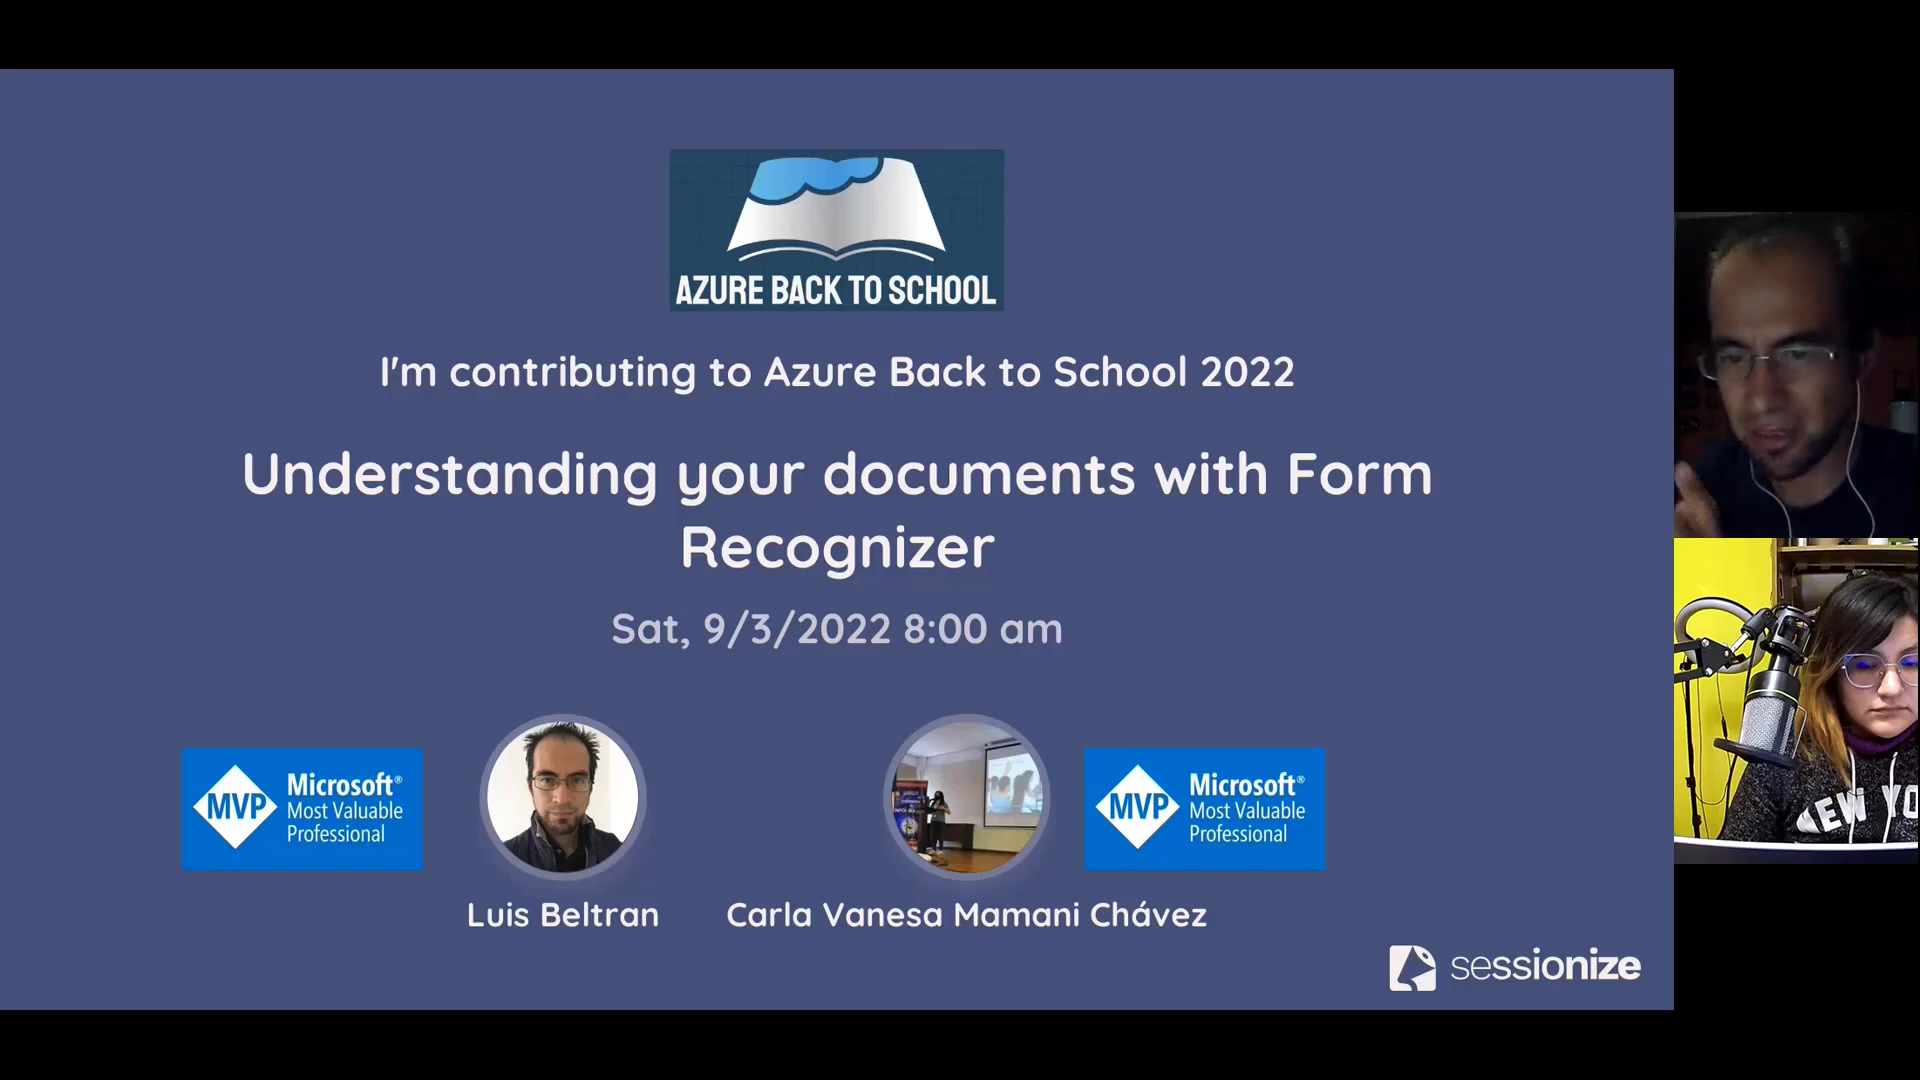 AZURE BACK TO SCHOOL
I'm contributing to Azure Back to School 2022
Understanding your documents with Form
Recognizer
Sat, 9/3/2022 8:00 am
MVP
Microsoft®
Most Valuable
Professional
MVP
Microsoft®
Most Valuable
Professional
Luis Beltran
Carla Vanesa Mamani Chávez
sessionize
NEW YO